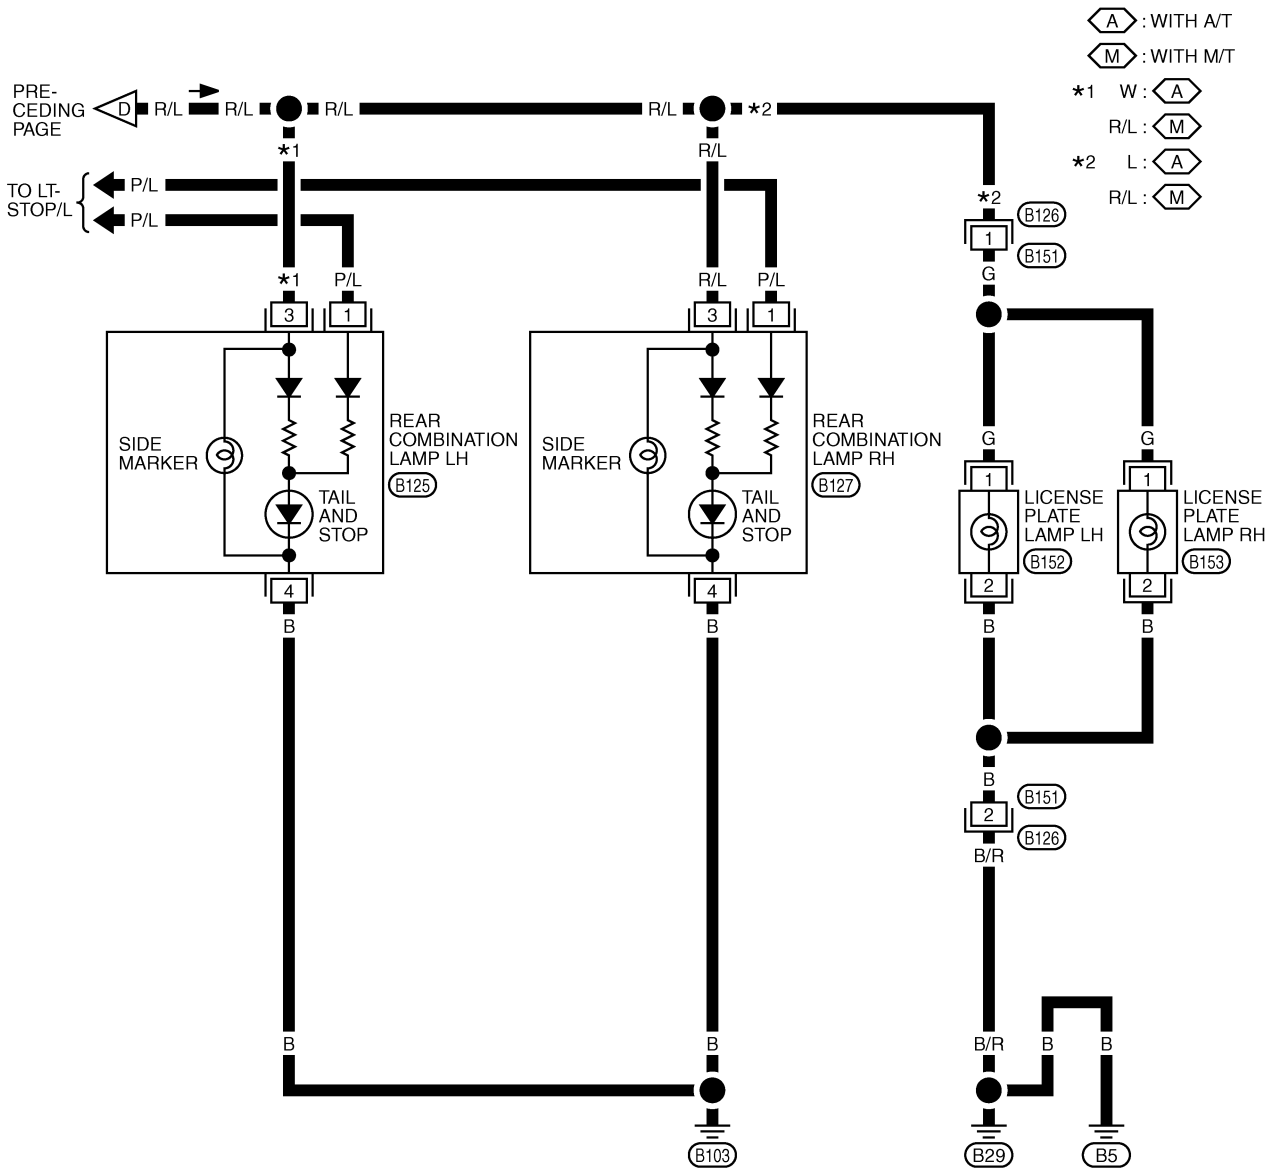 A : WITH A/T
M : WITH M/T
*1 W : A
R/L : M
*2 L : A
R/L : M
PRE-
CEDING
PAGE
D R/L R/L R/L R/L *2
*1 R/L
TO LT-
STOP/L
P/L
P/L
*2
B126
1
B151
G
*1 P/L R/L P/L
3 1 3 1
SIDE
MARKER
REAR
COMBINATION
LAMP LH
B125
TAIL
AND
STOP
SIDE
MARKER
REAR
COMBINATION
LAMP RH
B127
TAIL
AND
STOP
G G
1 1
LICENSE
PLATE
LAMP LH
B152
LICENSE
PLATE
LAMP RH
B153
4 4 2 2
B B B B
B
B151
2
B126
B/R
B B B/R B B
B103 B29 B5